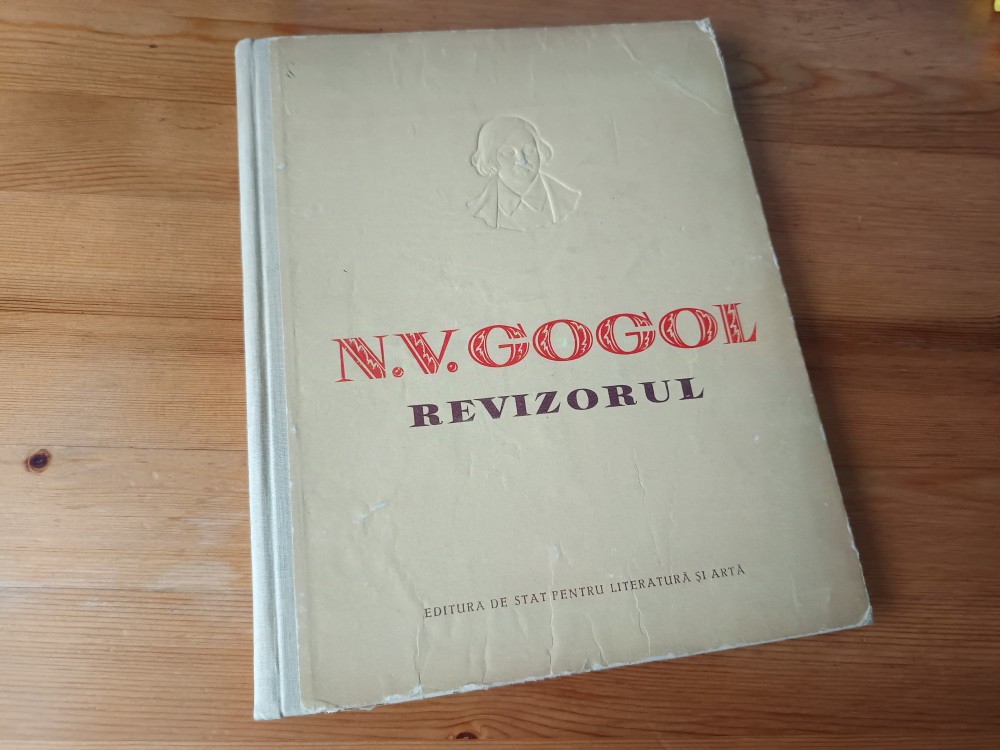 N.V. GOGOL
REVIZORUL
EDITURA DE STAT PENTRU LITERATURĂ ȘI ARTĂ